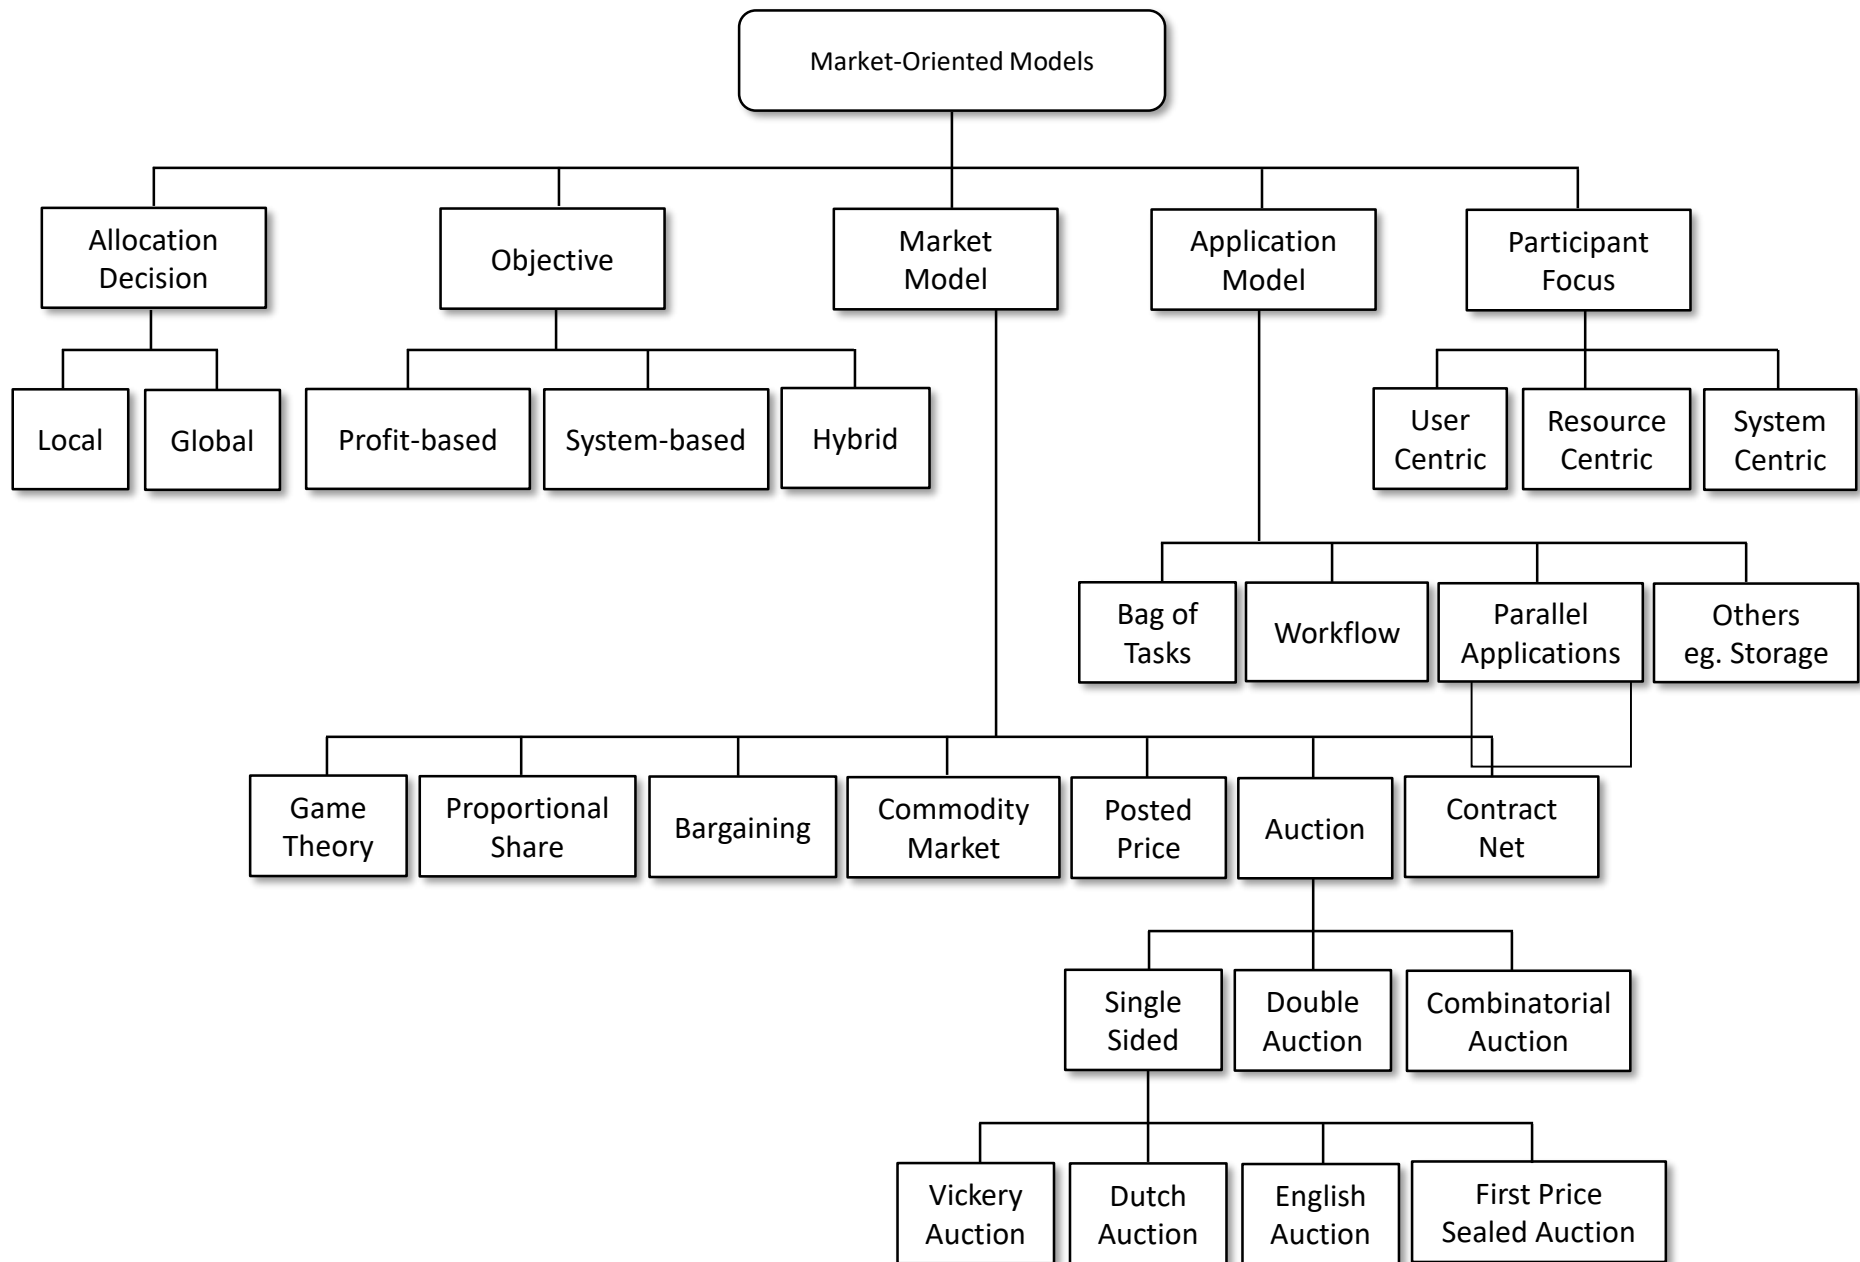 Market-Oriented Models
Allocation
Decision
Objective
Market
Model
Application
Model
Participant
Focus
Local
Global
Profit-based
System-based
Hybrid
User
Centric
Resource
Centric
System
Centric
Bag of
Tasks
Workflow
Parallel
Applications
Others
eg. Storage
Game
Theory
Proportional
Share
Bargaining
Commodity
Market
Posted
Price
Auction
Contract
Net
Single
Sided
Double
Auction
Combinatorial
Auction
Vickery
Auction
Dutch
Auction
English
Auction
First Price
Sealed Auction